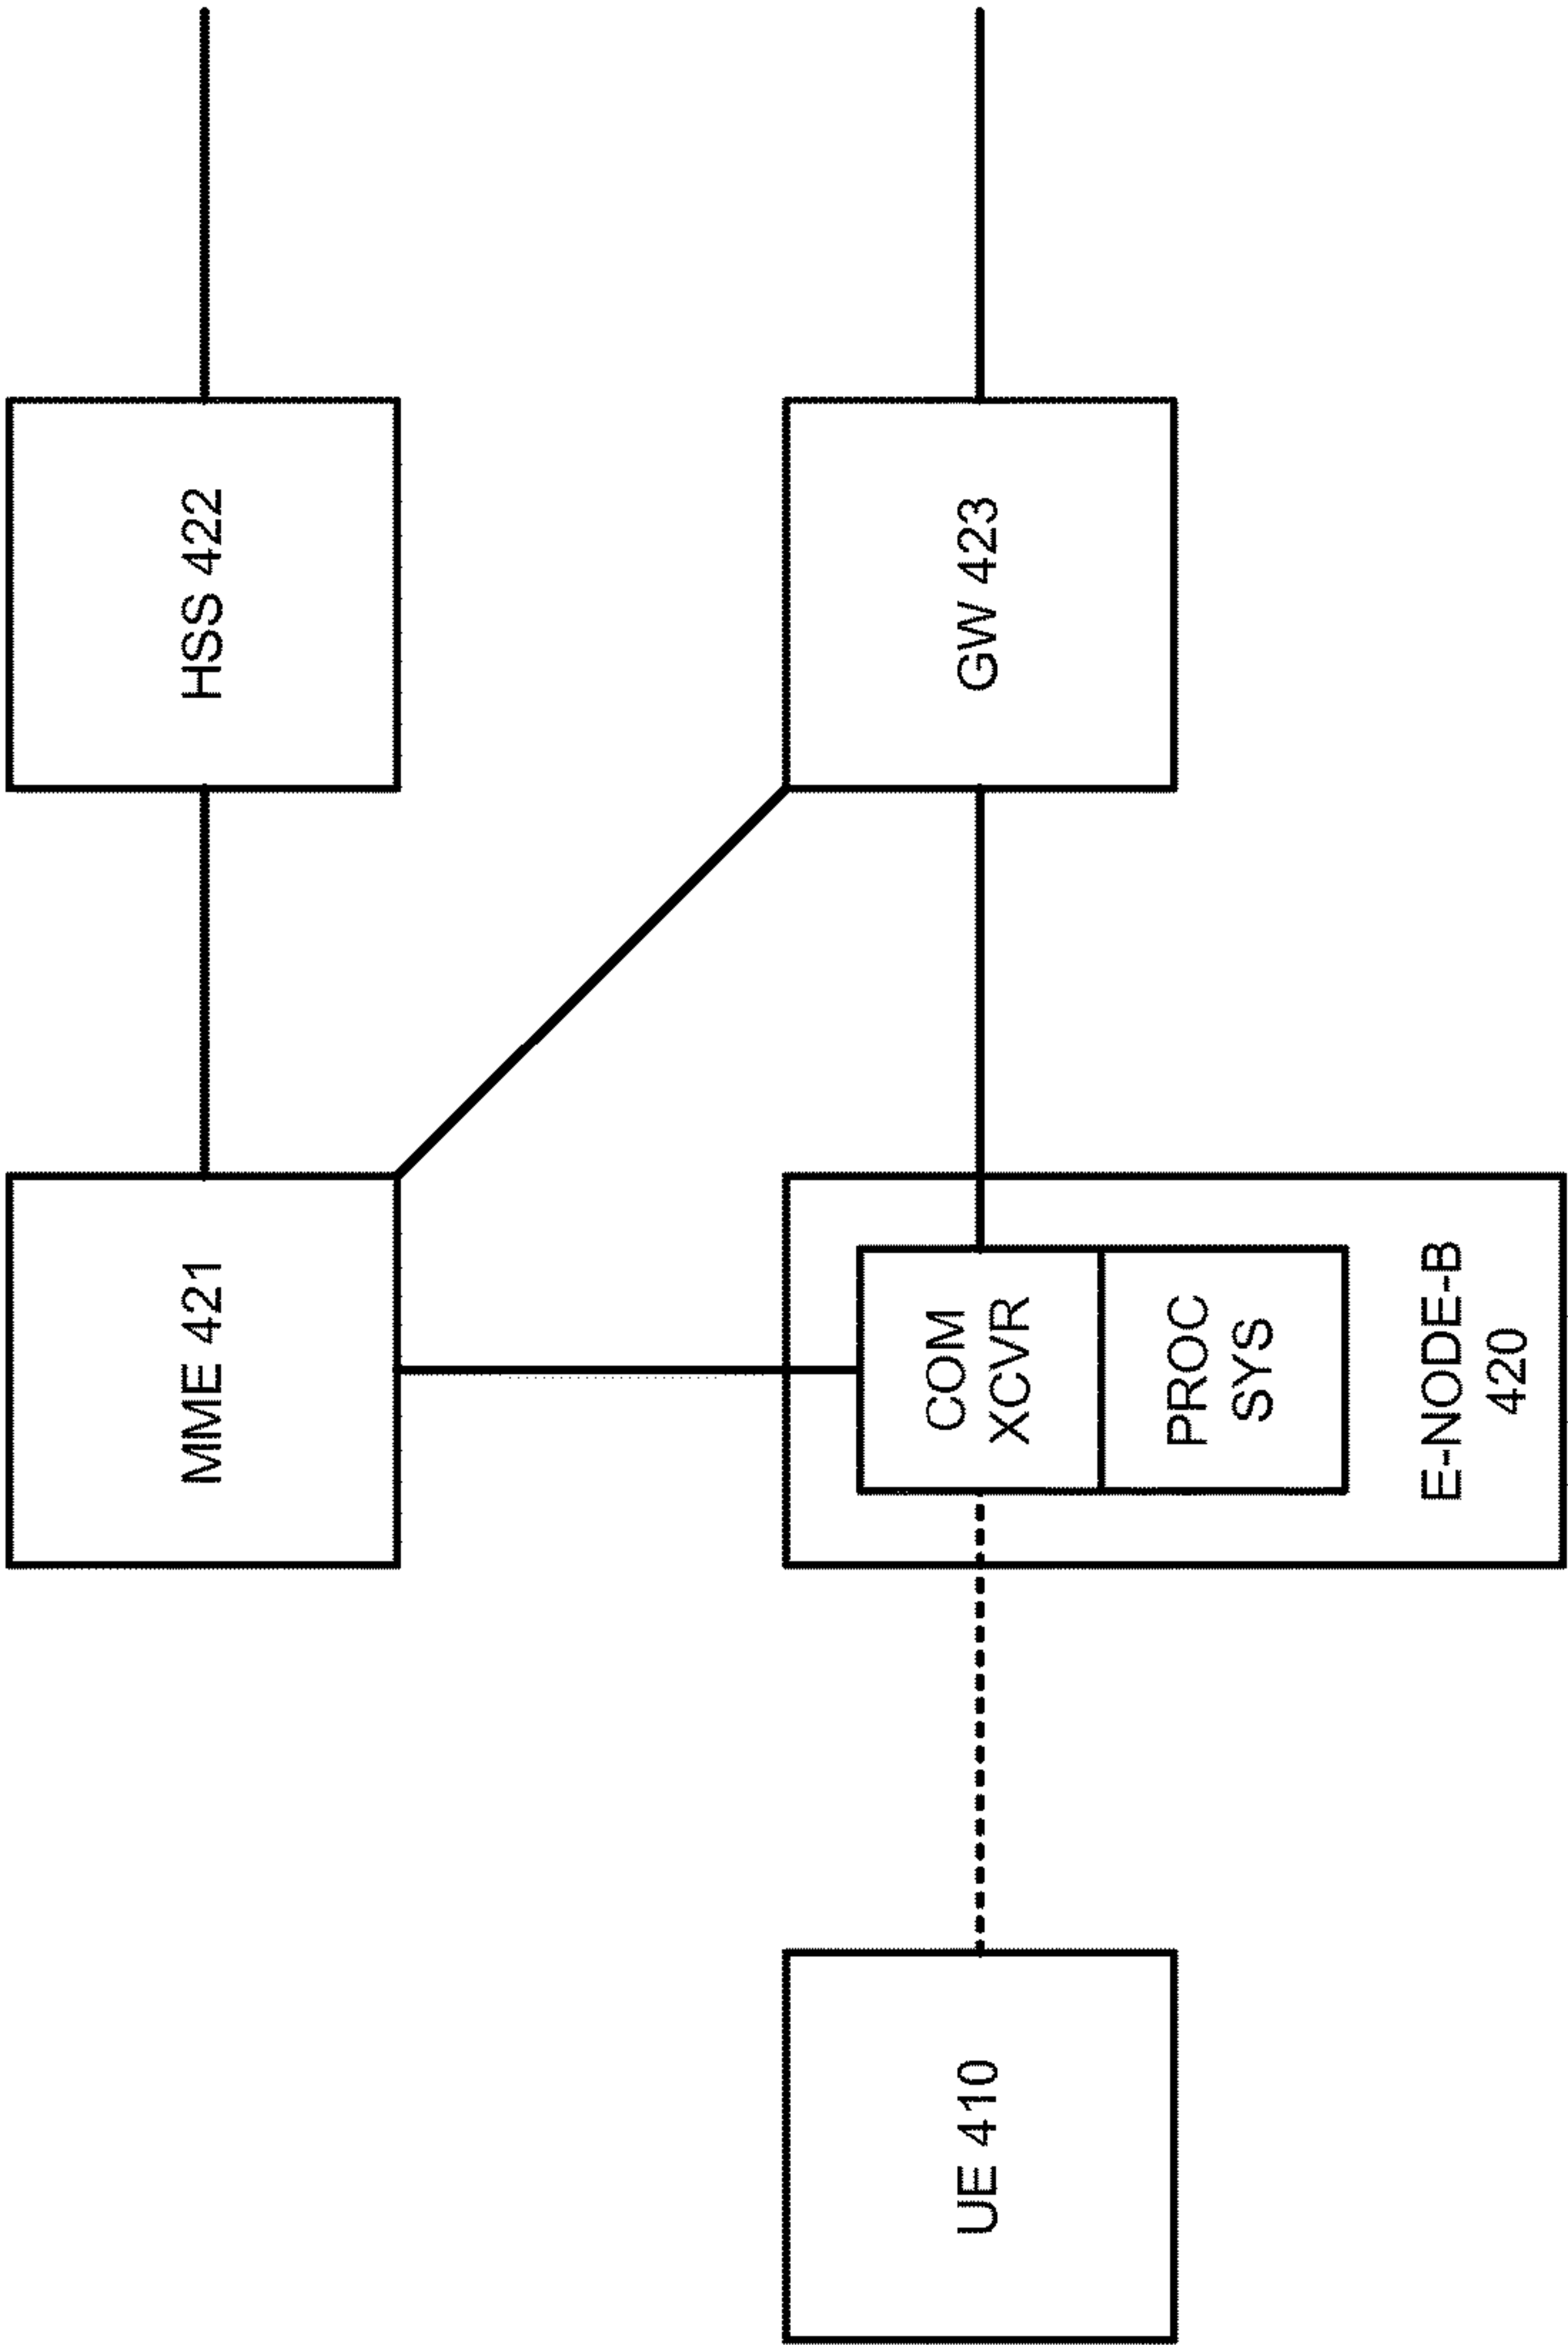 MME 421
HSS 422
UE 410
COM
XCVR
PROC
SYS
E-NODE-B
420
GW 423